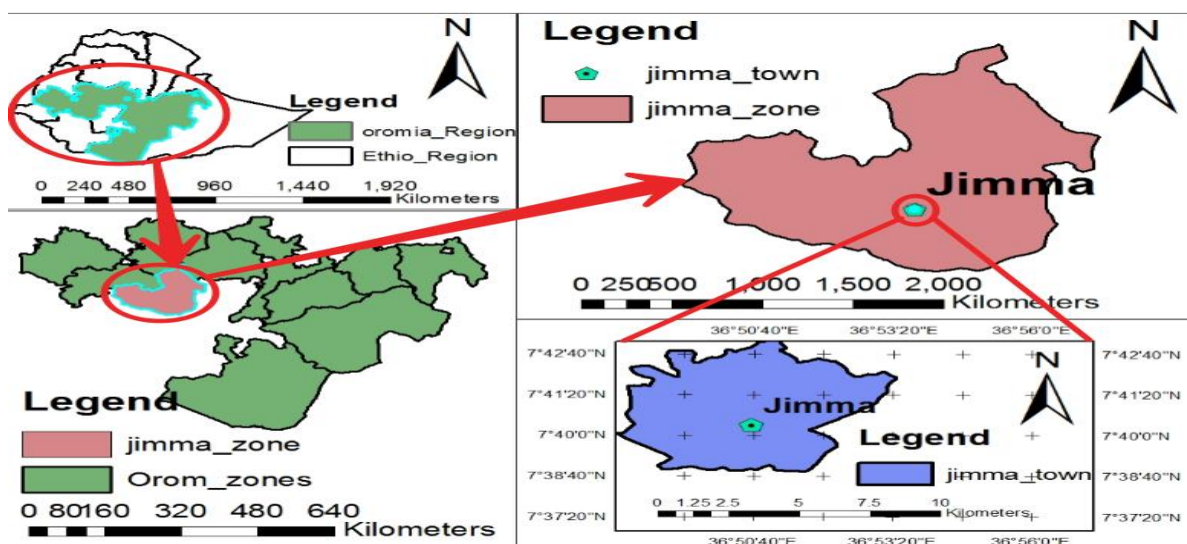 N
Legend
oromia_Region
Ethio_Region
0 240 480 960 1,440 1,920
Kilometers
Legend
jimma_zone
Orom_zones
0 80 160 320 480 640
Kilometers
Legend
N
jimma_town
jimma_zone
Jimma
0 250500 1,000 1,500 2,000
Kilometers
36°50'40"E 36°53'20"E 36°56'0"E
7°42'40"N 7°42'40"N
N
7°41'20"N 7°41'20"N
Jimma
7°40'0"N Legend 7°40'0"N
7°38'40"N jimma_town 7°38'40"N
0 1.25 2.5 5 7.5 10
Kilometers
7°37'20"N 7°37'20"N
36°50'40"E 36°53'20"E 36°56'0"E